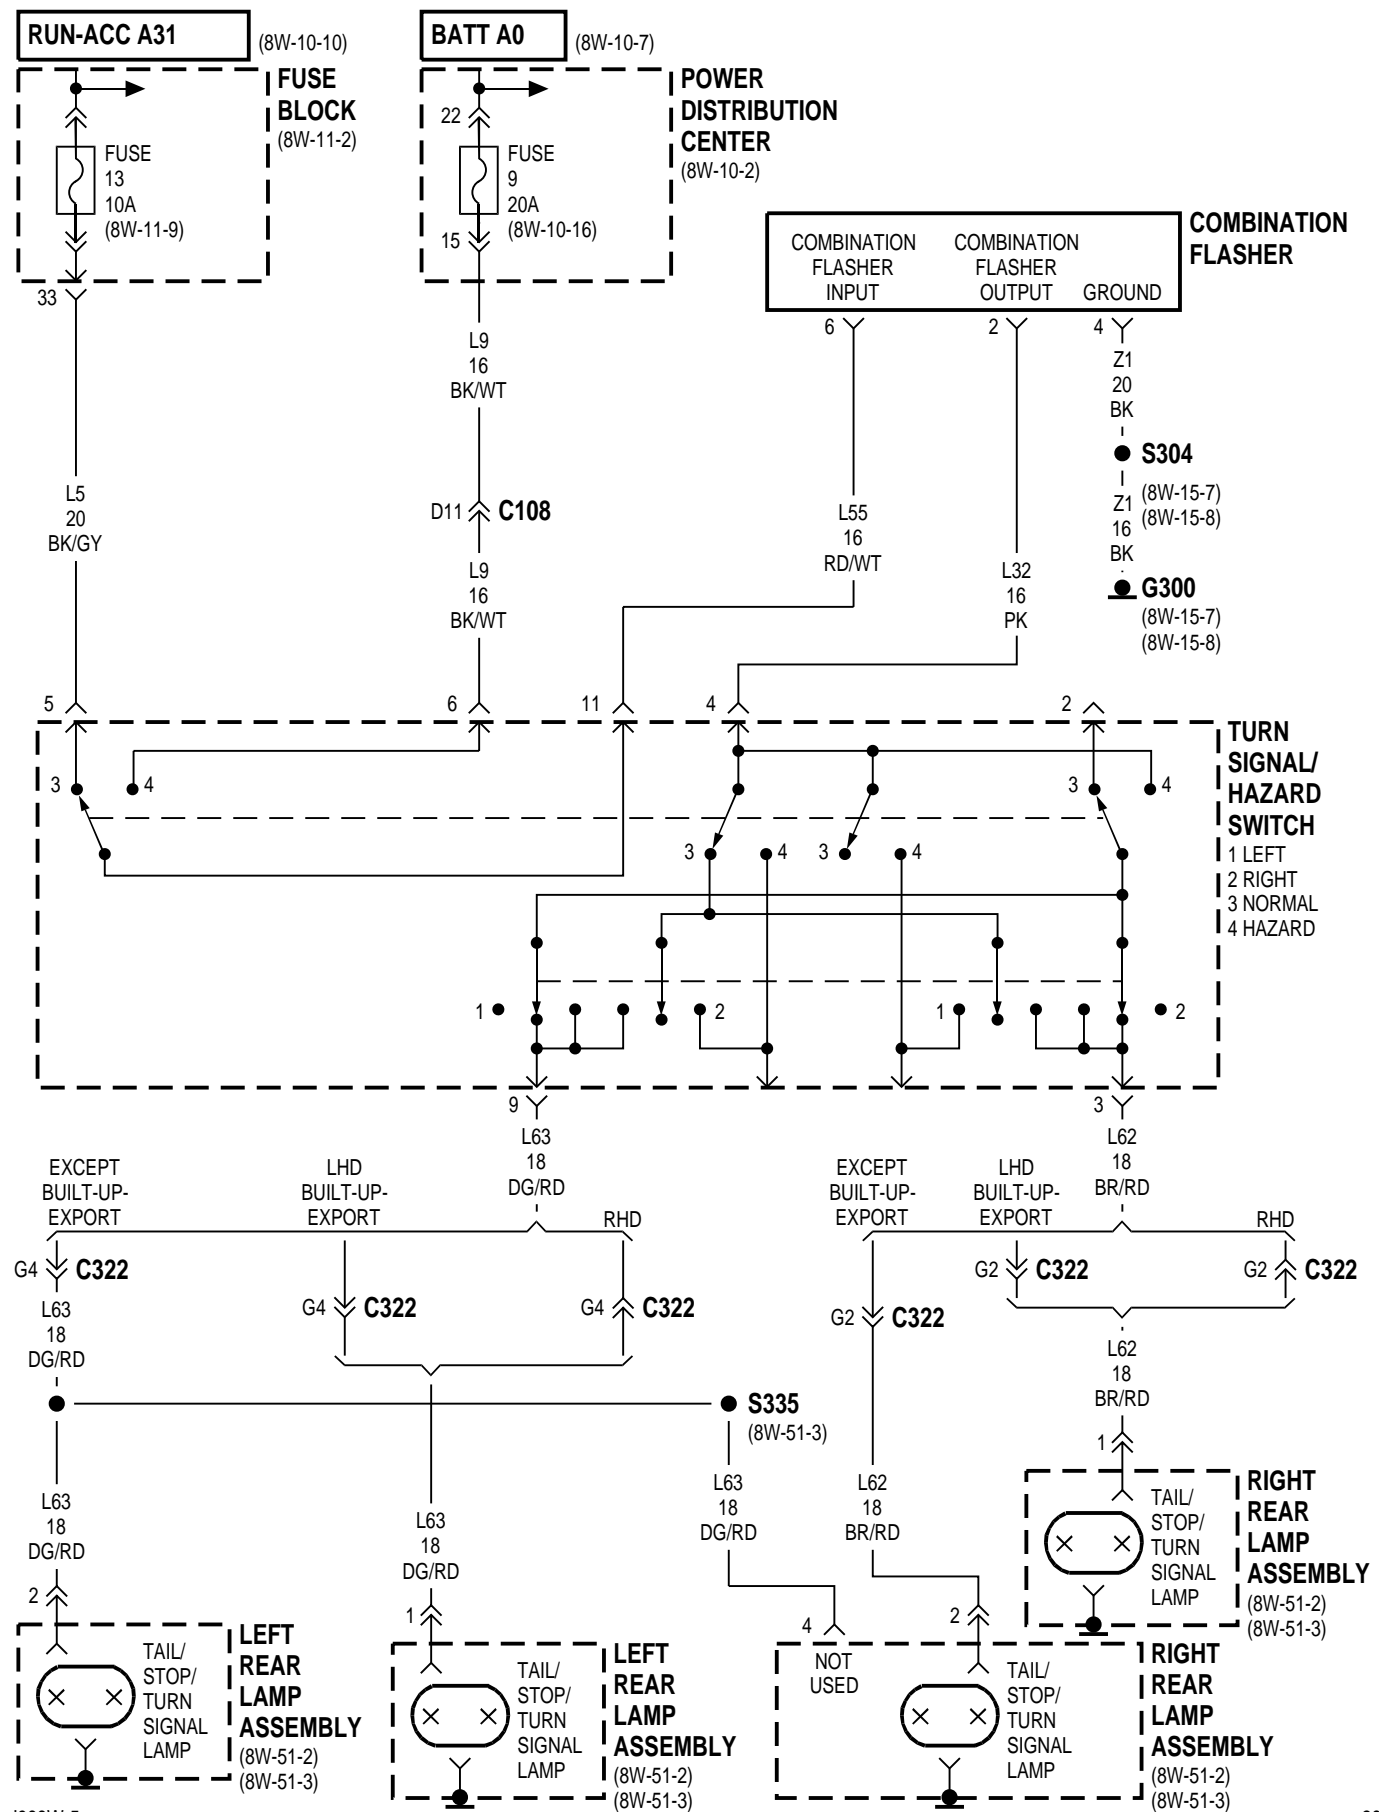 RUN-ACC A31
(8W-10-10)
BATT A0
(8W-10-7)
FUSE
BLOCK
(8W-11-2)
POWER
DISTRIBUTION
CENTER
(8W-10-2)
22
FUSE
13
10A
(8W-11-9)
FUSE
9
20A
(8W-10-16)
15
33
COMBINATION
FLASHER
COMBINATION
FLASHER
INPUT
COMBINATION
FLASHER
OUTPUT
GROUND
6
2
4
L9
16
BK/WT
Z1
20
BK
S304
(8W-15-7)
(8W-15-8)
Z1
16
BK
G300
(8W-15-7)
(8W-15-8)
L5
20
BK/GY
D11
C108
L9
16
BK/WT
L55
16
RD/WT
L32
16
PK
5
6
11
4
2
TURN
SIGNAL/
HAZARD
SWITCH
1 LEFT
2 RIGHT
3 NORMAL
4 HAZARD
3
4
3
4
3
4
3
4
1
2
1
2
9
3
L63
18
DG/RD
L62
18
BR/RD
EXCEPT
BUILT-UP-
EXPORT
LHD
BUILT-UP-
EXPORT
RHD
EXCEPT
BUILT-UP-
EXPORT
LHD
BUILT-UP-
EXPORT
RHD
G4
C322
G4
C322
G4
C322
G2
C322
G2
C322
G2
C322
L63
18
DG/RD
L62
18
BR/RD
S335
(8W-51-3)
1
L63
18
DG/RD
L63
18
DG/RD
L63
18
DG/RD
L62
18
BR/RD
TAIL/
STOP/
TURN
SIGNAL
LAMP
RIGHT
REAR
LAMP
ASSEMBLY
(8W-51-2)
(8W-51-3)
2
1
4
2
TAIL/
STOP/
TURN
SIGNAL
LAMP
LEFT
REAR
LAMP
ASSEMBLY
(8W-51-2)
(8W-51-3)
TAIL/
STOP/
TURN
SIGNAL
LAMP
LEFT
REAR
LAMP
ASSEMBLY
(8W-51-2)
(8W-51-3)
NOT
USED
TAIL/
STOP/
TURN
SIGNAL
LAMP
RIGHT
REAR
LAMP
ASSEMBLY
(8W-51-2)
(8W-51-3)